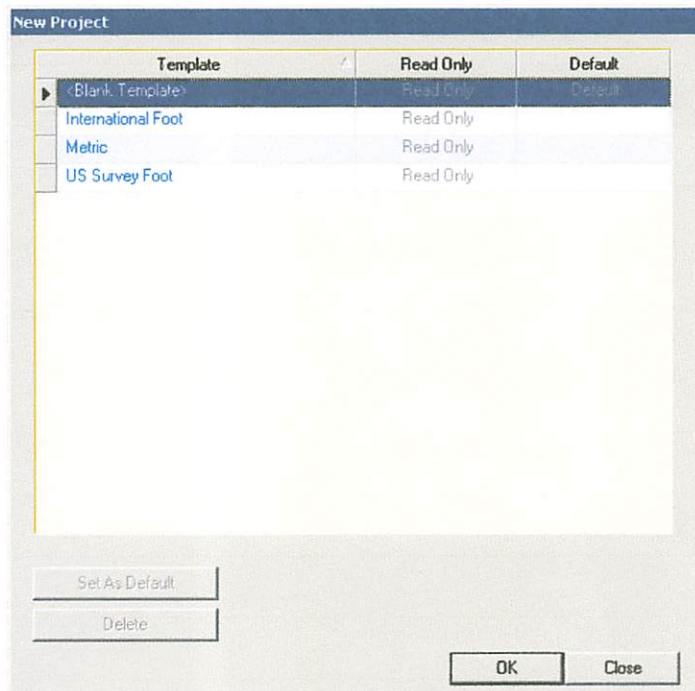 New Project
Template Read Only Default
<Blank Template> Read Only Default
International Foot Read Only
Metric Read Only
US Survey Foot Read Only
Set As Default
Delete
OK Close